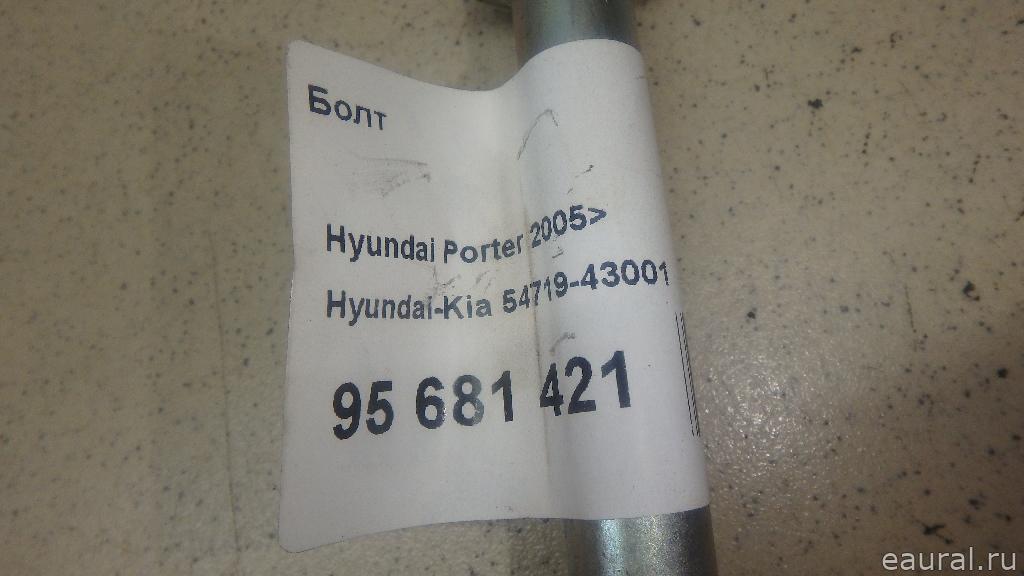 Болт
Hyundai Porter 2005>
Hyundai-Kia 54719-43001
95 681 421
eaural.ru